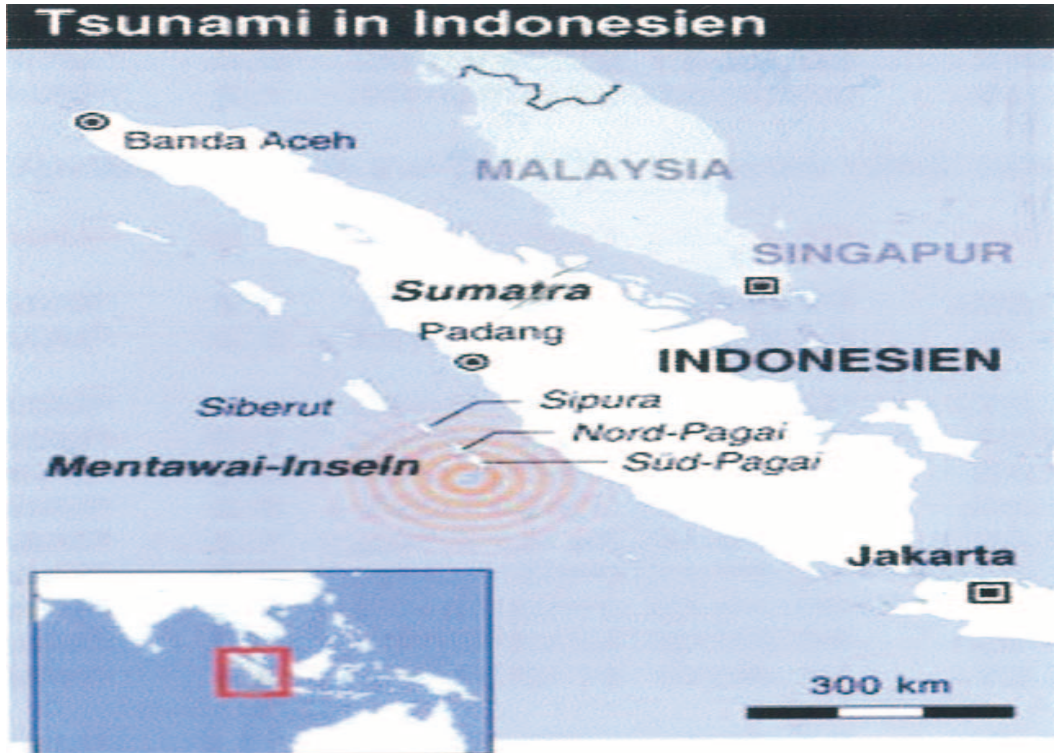 Tsunami in Indonesien
Banda Aceh
MALAYSIA
SINGAPUR
Sumatra
Padang
INDONESIEN
Siberut
Sipura
Nord-Pagai
Mentawai-Inseln
Süd-Pagai
Jakarta
300 km